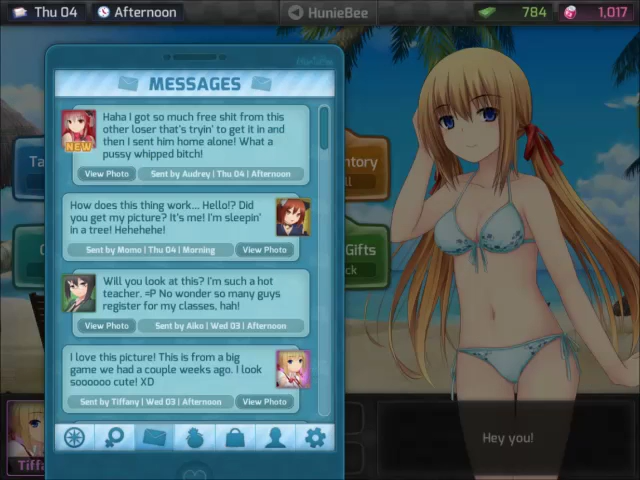 Thu 04
Afternoon
HunieBee
784
1,017
MESSAGES
Haha I got so much free shit from this
other loser that's tryin' to get it in and
then I sent him home alone! What a
pussy whipped bitch!
NEW
View Photo
Sent by Audrey | Thu 04 | Afternoon
How does this thing work... Hello!? Did
you get my picture? It's me! I'm sleepin'
in a tree! Hehehehe!
Sent by Momo | Thu 04 | Morning
View Photo
Will you look at this? I'm such a hot
teacher. =P No wonder so many guys
register for my classes, hah!
View Photo
Sent by Aiko | Wed 03 | Afternoon
I love this picture! This is from a big
game we had a couple weeks ago. I look
soooooo cute! XD
Sent by Tiffany | Wed 03 | Afternoon
View Photo
Gifts
Hey you!